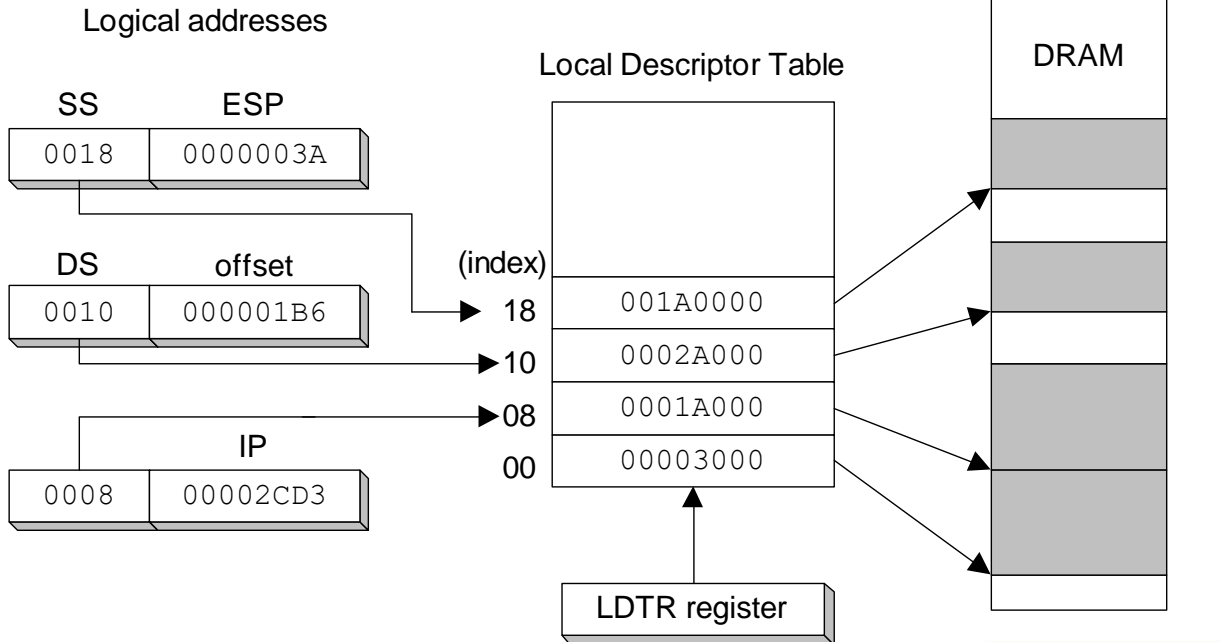 Logical addresses
Local Descriptor Table
DRAM
SS ESP
0018 0000003A
DS offset
0010 000001B6
IP
0008 00002CD3
(index)
18 001A0000
10 0002A000
08 0001A000
00 00003000
LDTR register